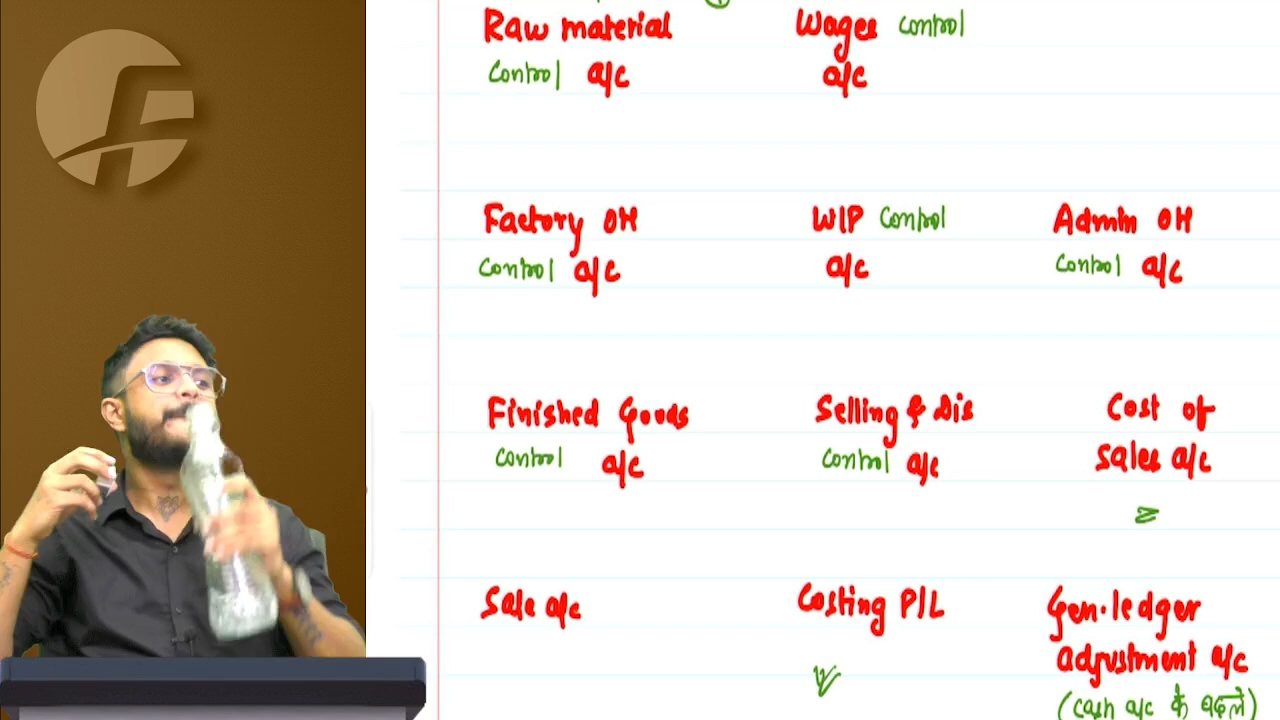 Raw material
Control a/c
Wages Control
a/c
Factory OH
Control a/c
WIP Control
a/c
Admin OH
Control a/c
Finished Goods
Control a/c
Selling & Dis
Control a/c
Cost of
sales a/c
Sale a/c
Costing P/L
Gen. ledger
adjustment a/c
(cash a/c के बदले)